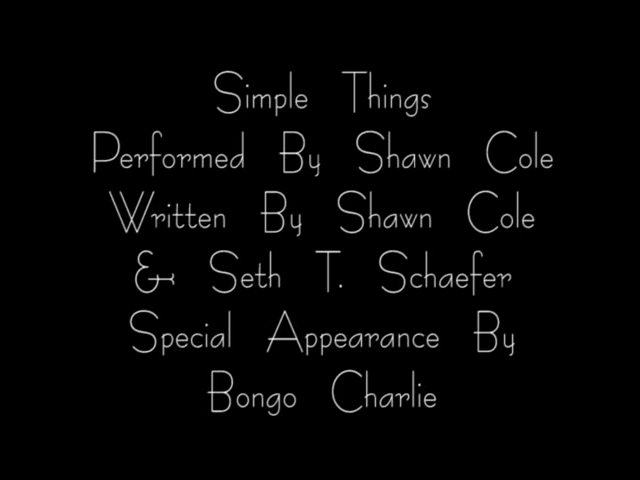 Simple Things
Performed By Shawn Cole
Written By Shawn Cole
& Seth T. Schaefer
Special Appearance By
Bongo Charlie